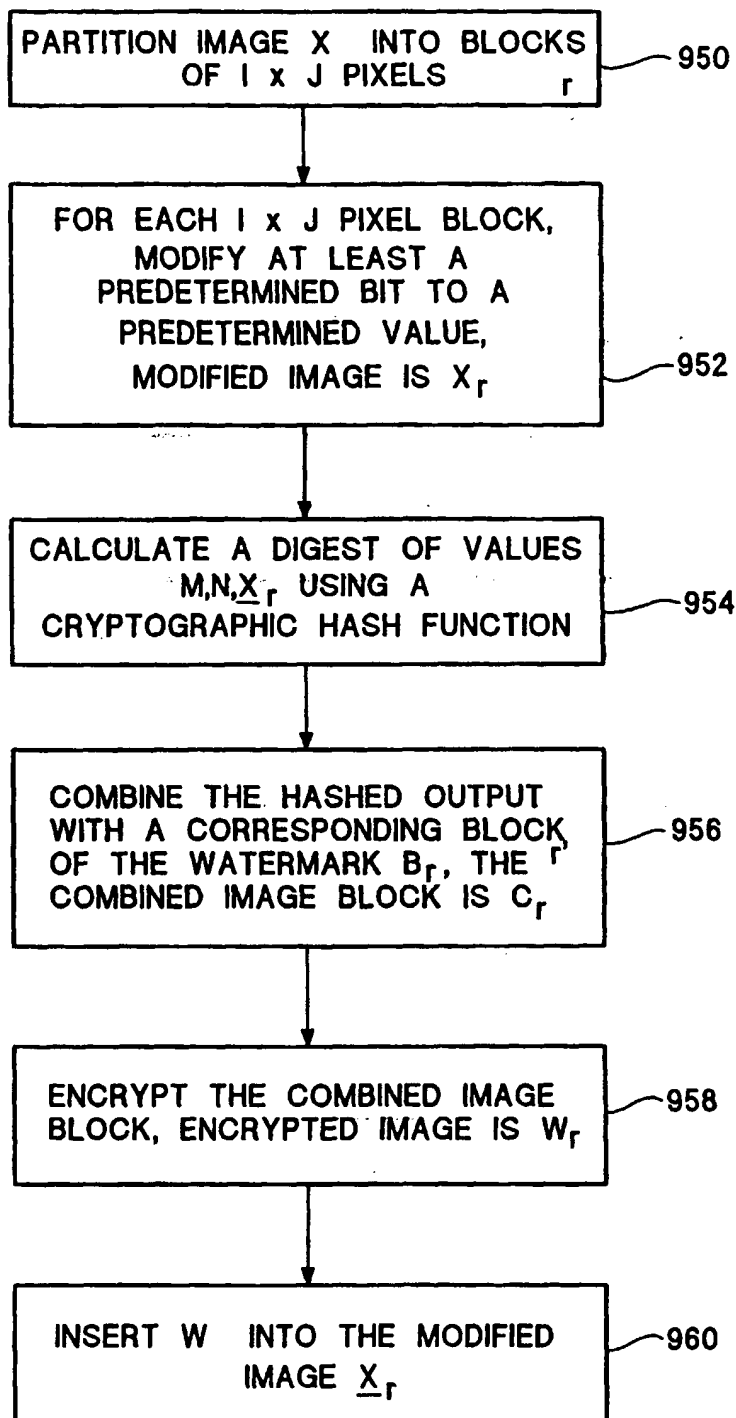 PARTITION IMAGE X INTO BLOCKS
OF I x J PIXELS r
950
FOR EACH I x J PIXEL BLOCK,
MODIFY AT LEAST A
PREDETERMINED BIT TO A
PREDETERMINED VALUE,
MODIFIED IMAGE IS Xr
952
CALCULATE A DIGEST OF VALUES
M,N,Xr USING A
CRYPTOGRAPHIC HASH FUNCTION
954
COMBINE THE HASHED OUTPUT
WITH A CORRESPONDING BLOCK,
OF THE WATERMARK Br, THE r
COMBINED IMAGE BLOCK IS Cr
956
ENCRYPT THE COMBINED IMAGE
BLOCK, ENCRYPTED IMAGE IS Wr
958
INSERT W INTO THE MODIFIED
IMAGE Xr
960